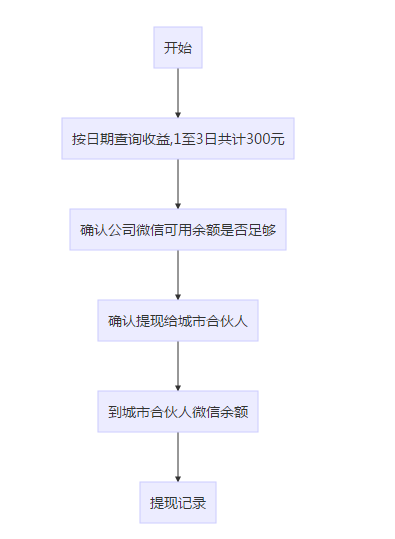 开始
按日期查询收益,1至3日共计300元
确认公司微信可用余额是否足够
确认提现给城市合伙人
到城市合伙人微信余额
提现记录